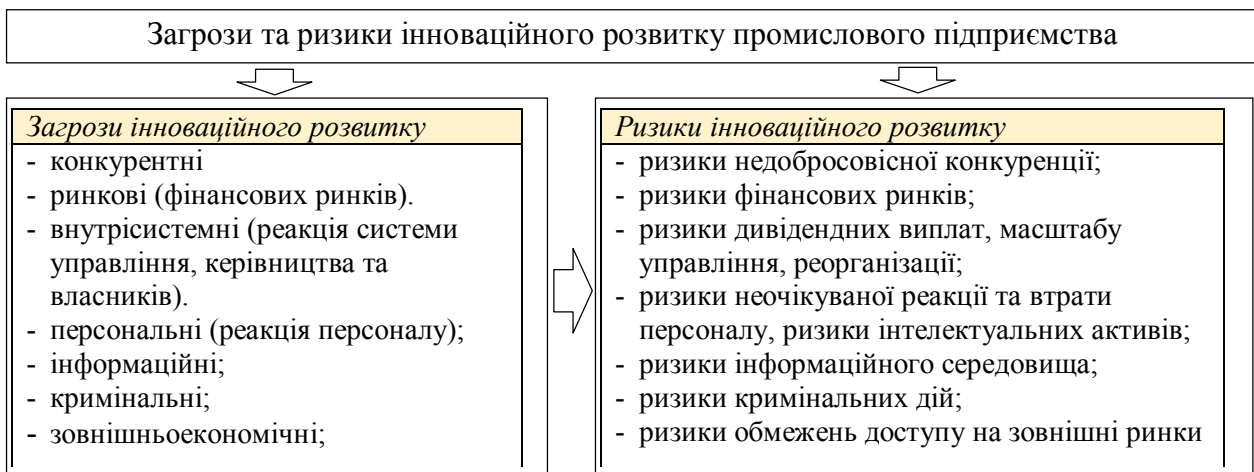 Загрози та ризики інноваційного розвитку промислового підприємства
Загрози інноваційного розвитку
- конкурентні
- ринкові (фінансових ринків).
- внутрісистемні (реакція системи
управління, керівництва та
власників).
- персональні (реакція персоналу);
- інформаційні;
- кримінальні;
- зовнішньоекономічні;
Ризики інноваційного розвитку
- ризики недобросовісної конкуренції;
- ризики фінансових ринків;
- ризики дивідендних виплат, масштабу
управління, реорганізації;
- ризики неочікуваної реакції та втрати
персоналу, ризики інтелектуальних активів;
- ризики інформаційного середовища;
- ризики кримінальних дій;
- ризики обмежень доступу на зовнішні ринки